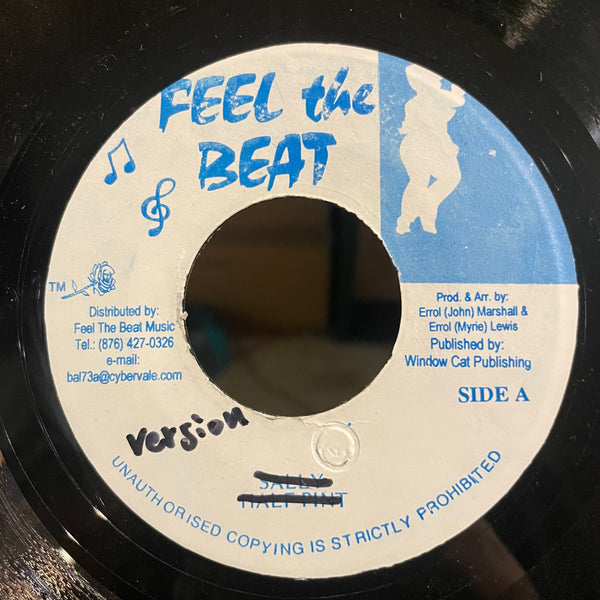 FEEL the
BEAT
TM
Distributed by:
Feel The Beat Music
Tel.: (876) 427-0326
e-mail:
bal73a@cybervale.com
Prod. & Arr. by:
Errol (John) Marshall &
Errol (Myrie) Lewis
Published by:
Window Cat Publishing
SIDE A
version
SALLY
HALF PINT
UNAUTHORISED COPYING IS STRICTLY PROHIBITED